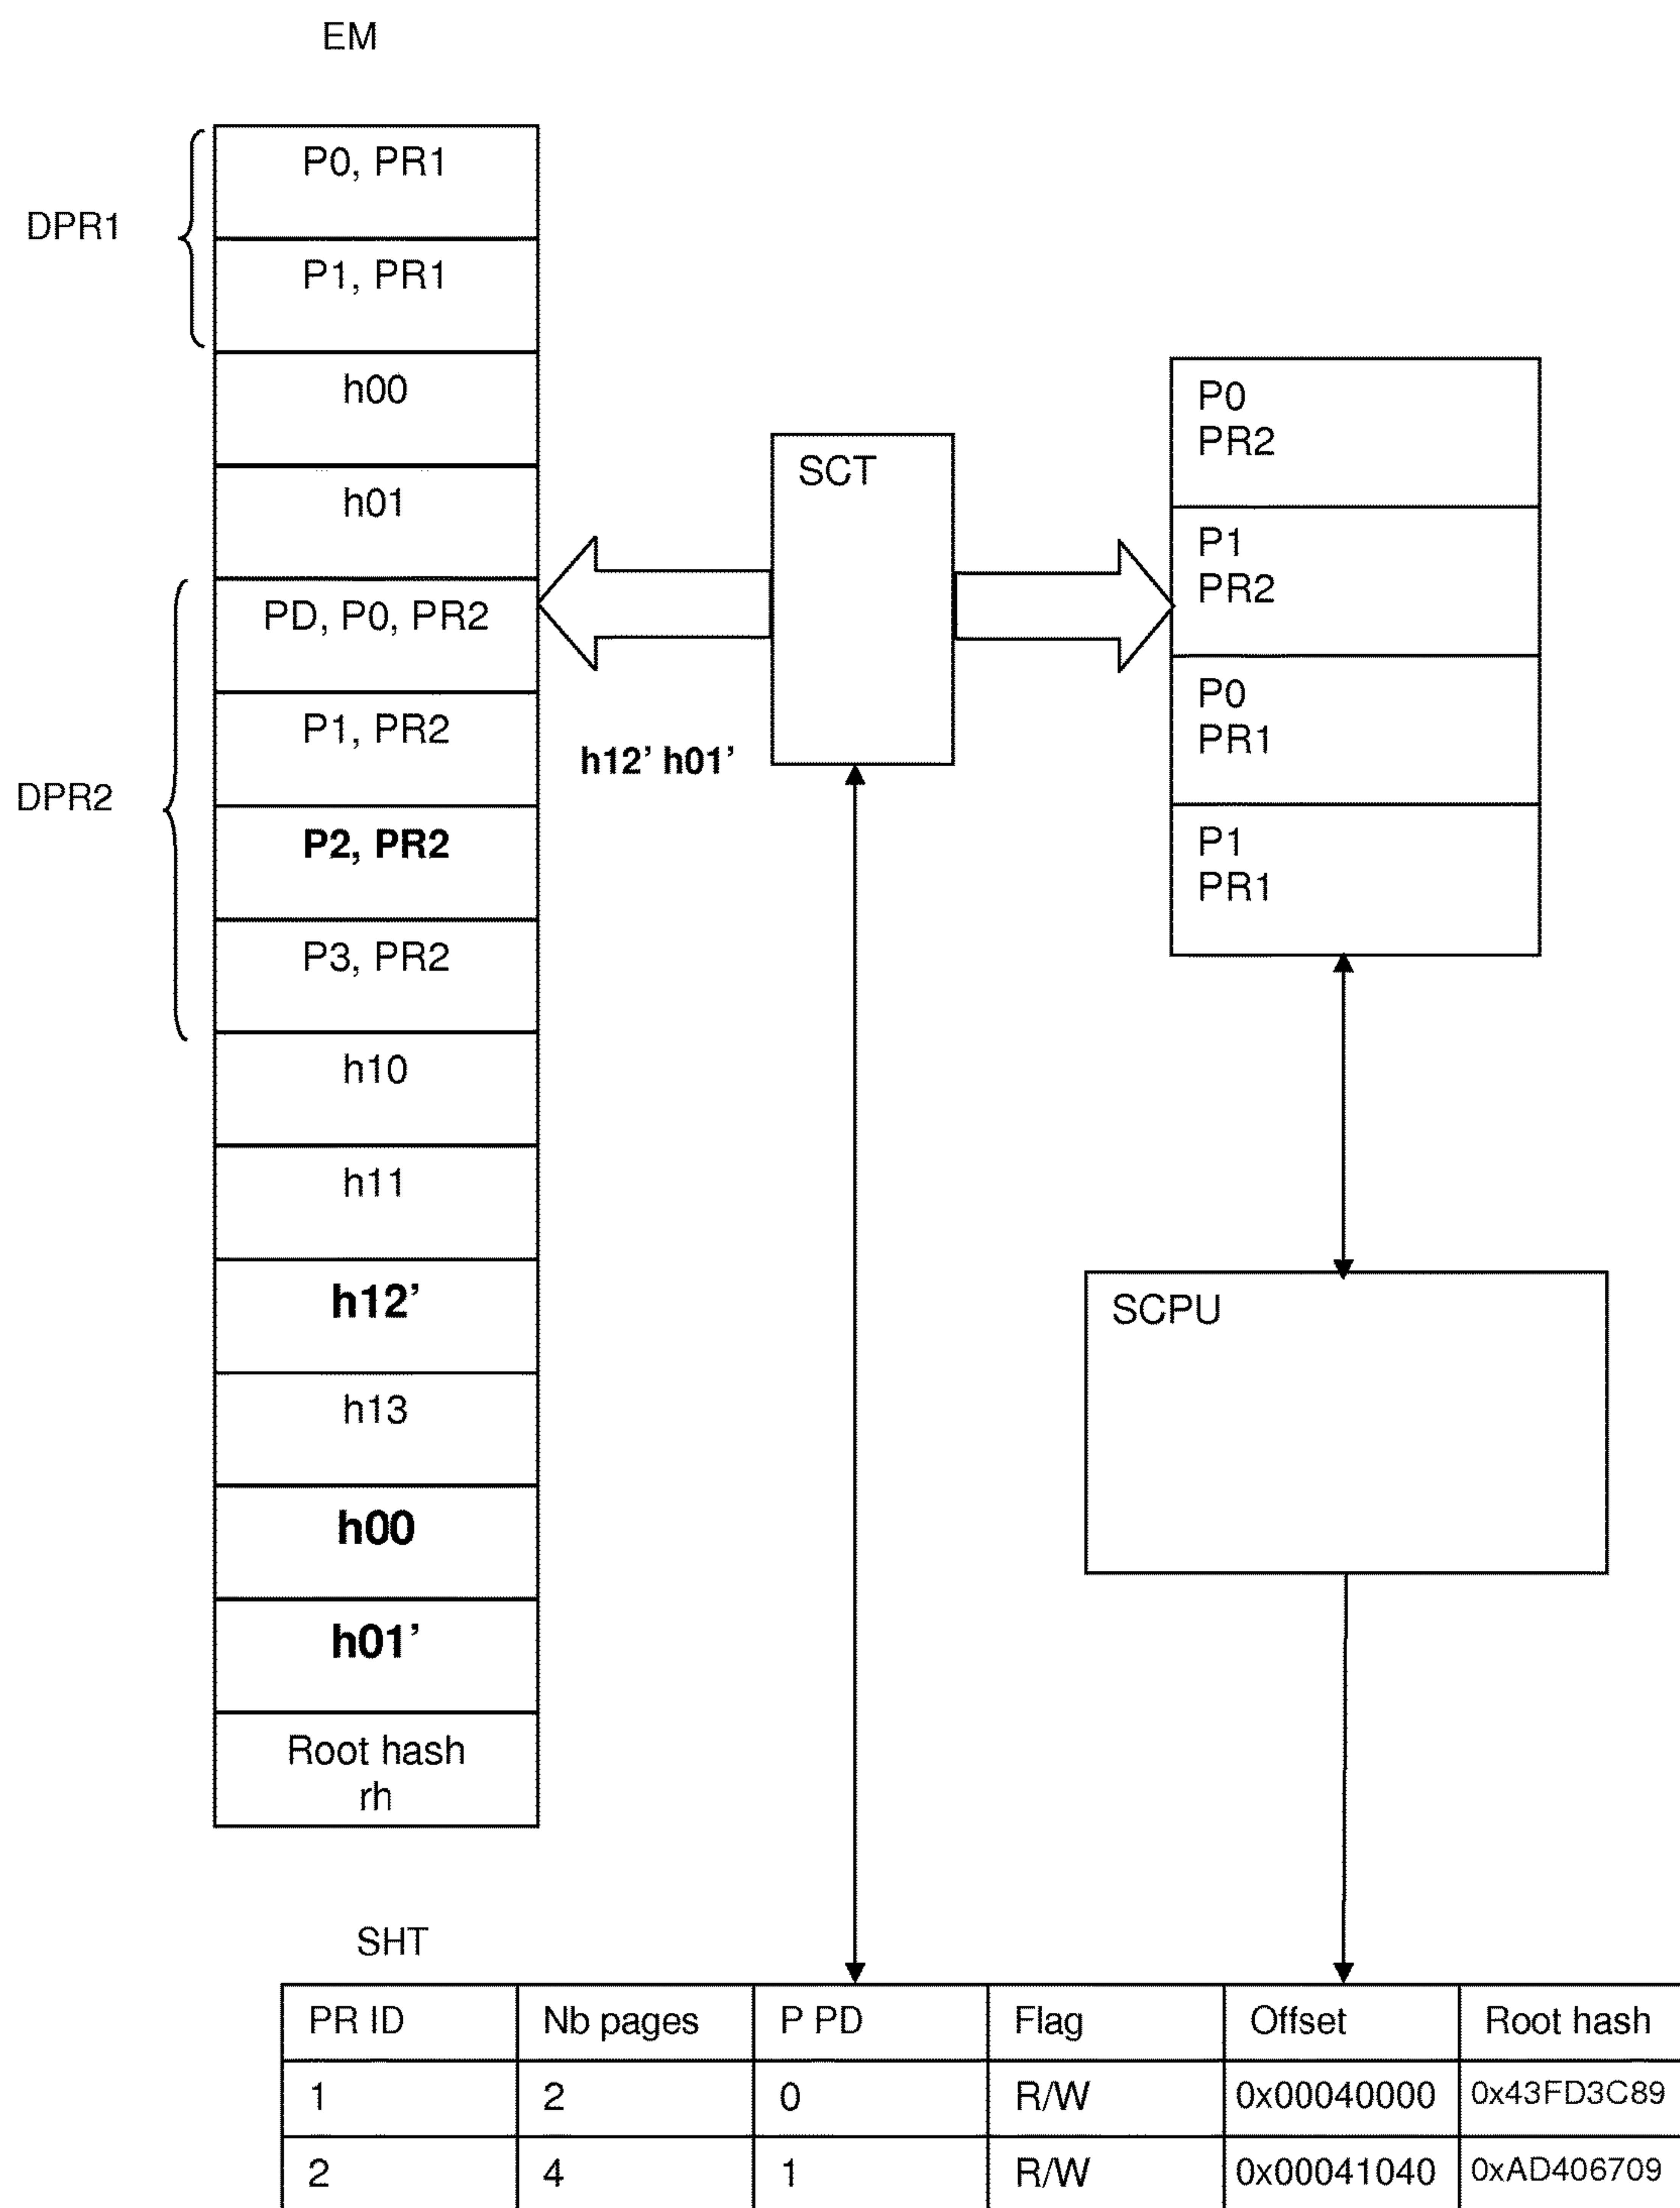 EM
DPR1
P0, PR1
P1, PR1
h00
h01
DPR2
PD, P0, PR2
P1, PR2
P2, PR2
P3, PR2
h10
h11
h12’
h13
h00
h01’
Root hash
rh
SCT
h12’ h01’
P0
PR2
P1
PR2
P0
PR1
P1
PR1
SCPU
SHT
PR ID Nb pages P PD Flag Offset Root hash
1 2 0 R/W 0x00040000 0x43FD3C89
2 4 1 R/W 0x00041040 0xAD406709